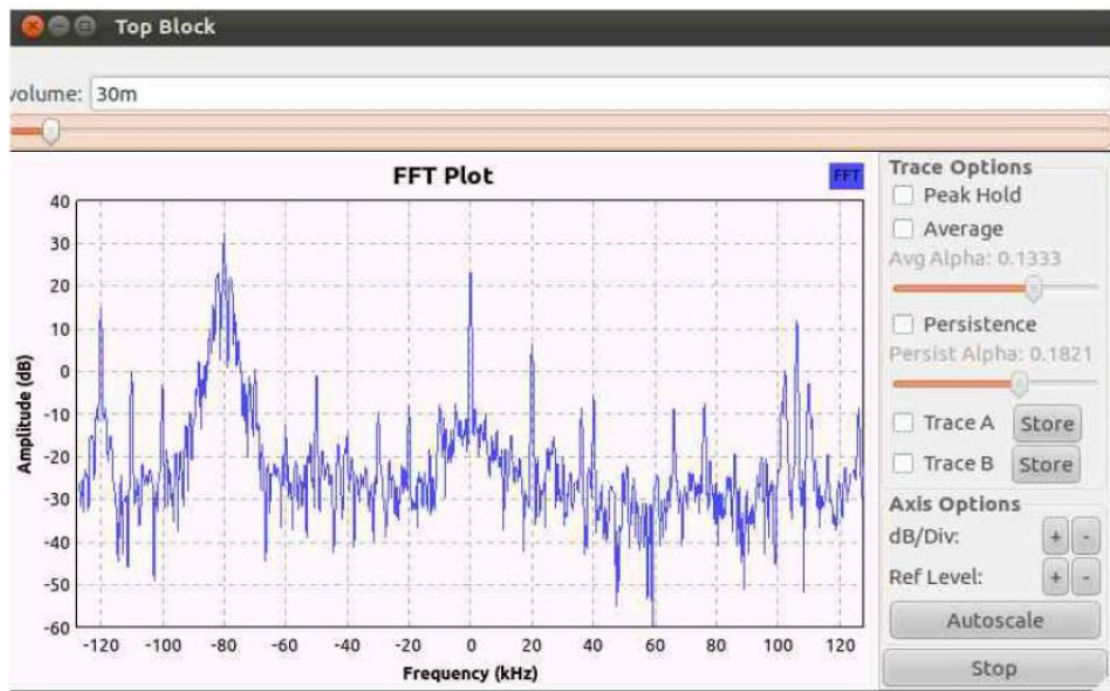 Top Block
volume: 30m
FFT Plot
FFT
40
30
20
10
0
-10
-20
-30
-40
-50
-60
Amplitude (dB)
-120 -100 -80 -60 -40 -20 0 20 40 60 80 100 120
Frequency (kHz)
Trace Options
Peak Hold
Average
Avg Alpha: 0.1333
Persistence
Persist Alpha: 0.1821
Trace A Store
Trace B Store
Axis Options
dB/Div: + -
Ref Level: + -
Autoscale
Stop